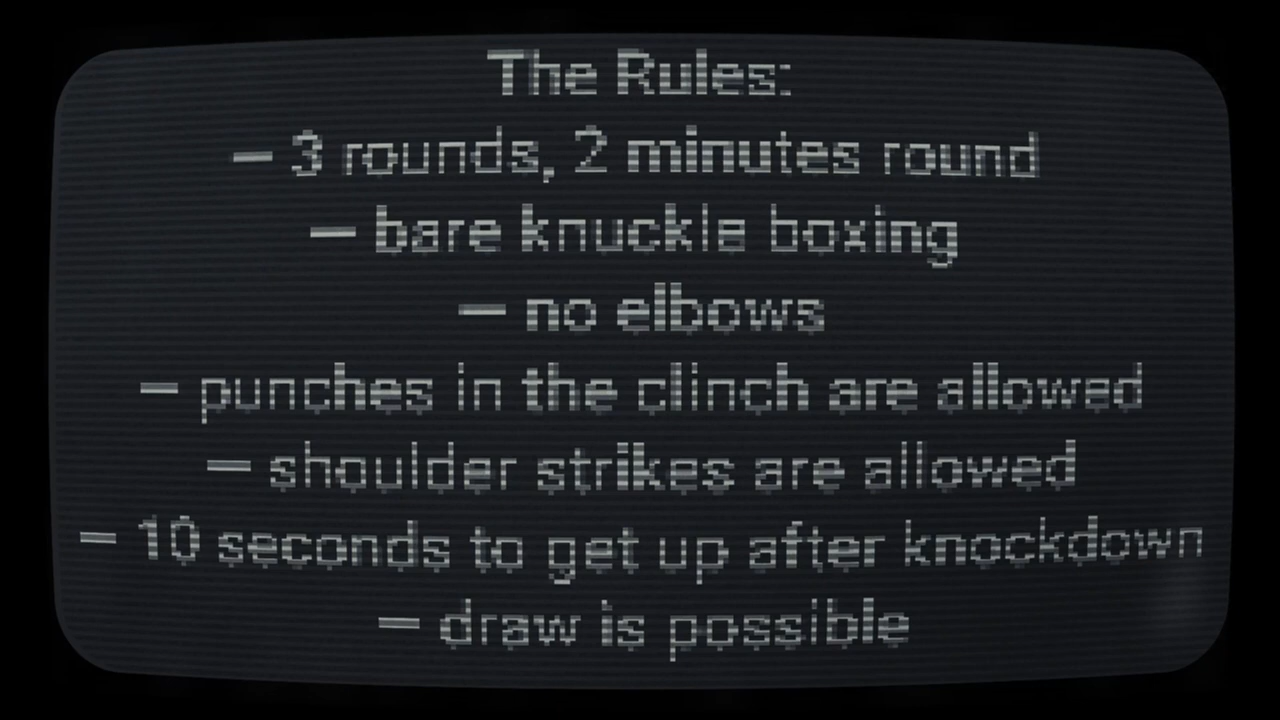 The Rules:
— 3 rounds, 2 minutes round
— bare knuckle boxing
— no elbows
— punches in the clinch are allowed
— shoulder strikes are allowed
— 10 seconds to get up after knockdown
— draw is possible